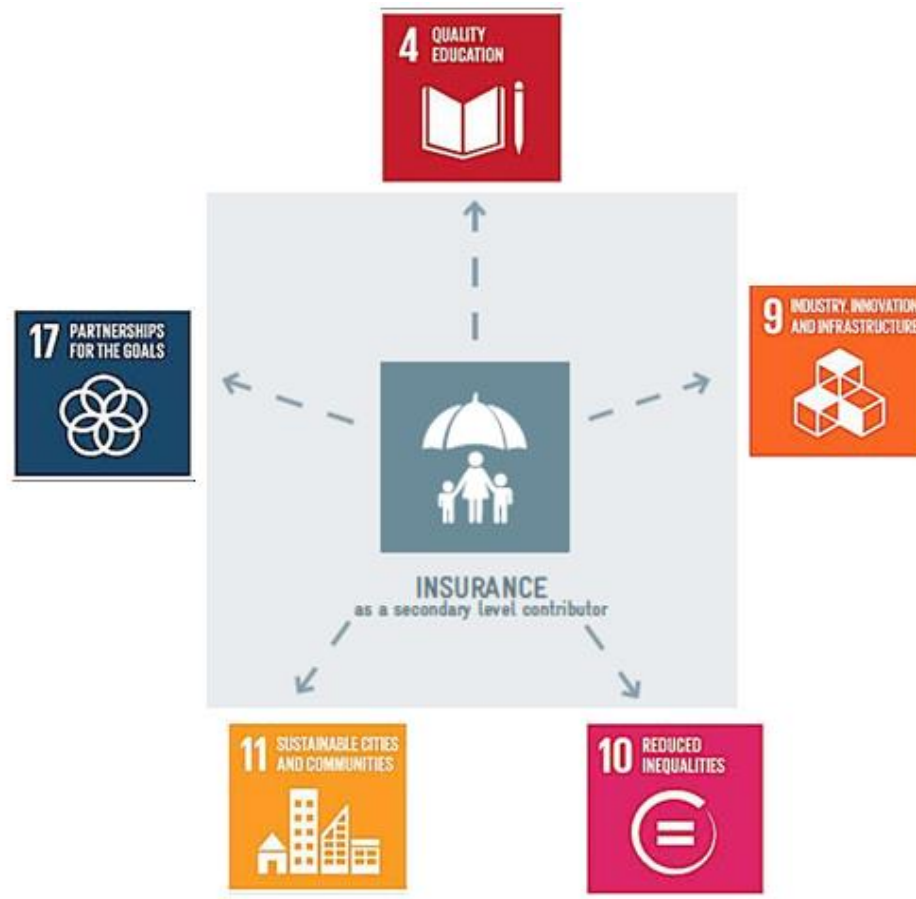 4 QUALITY
EDUCATION
17 PARTNERSHIPS
FOR THE GOALS
9 INDUSTRY, INNOVATION
AND INFRASTRUCTURE
INSURANCE
as a secondary level contributor
11 SUSTAINABLE CITIES
AND COMMUNITIES
10 REDUCED
INEQUALITIES